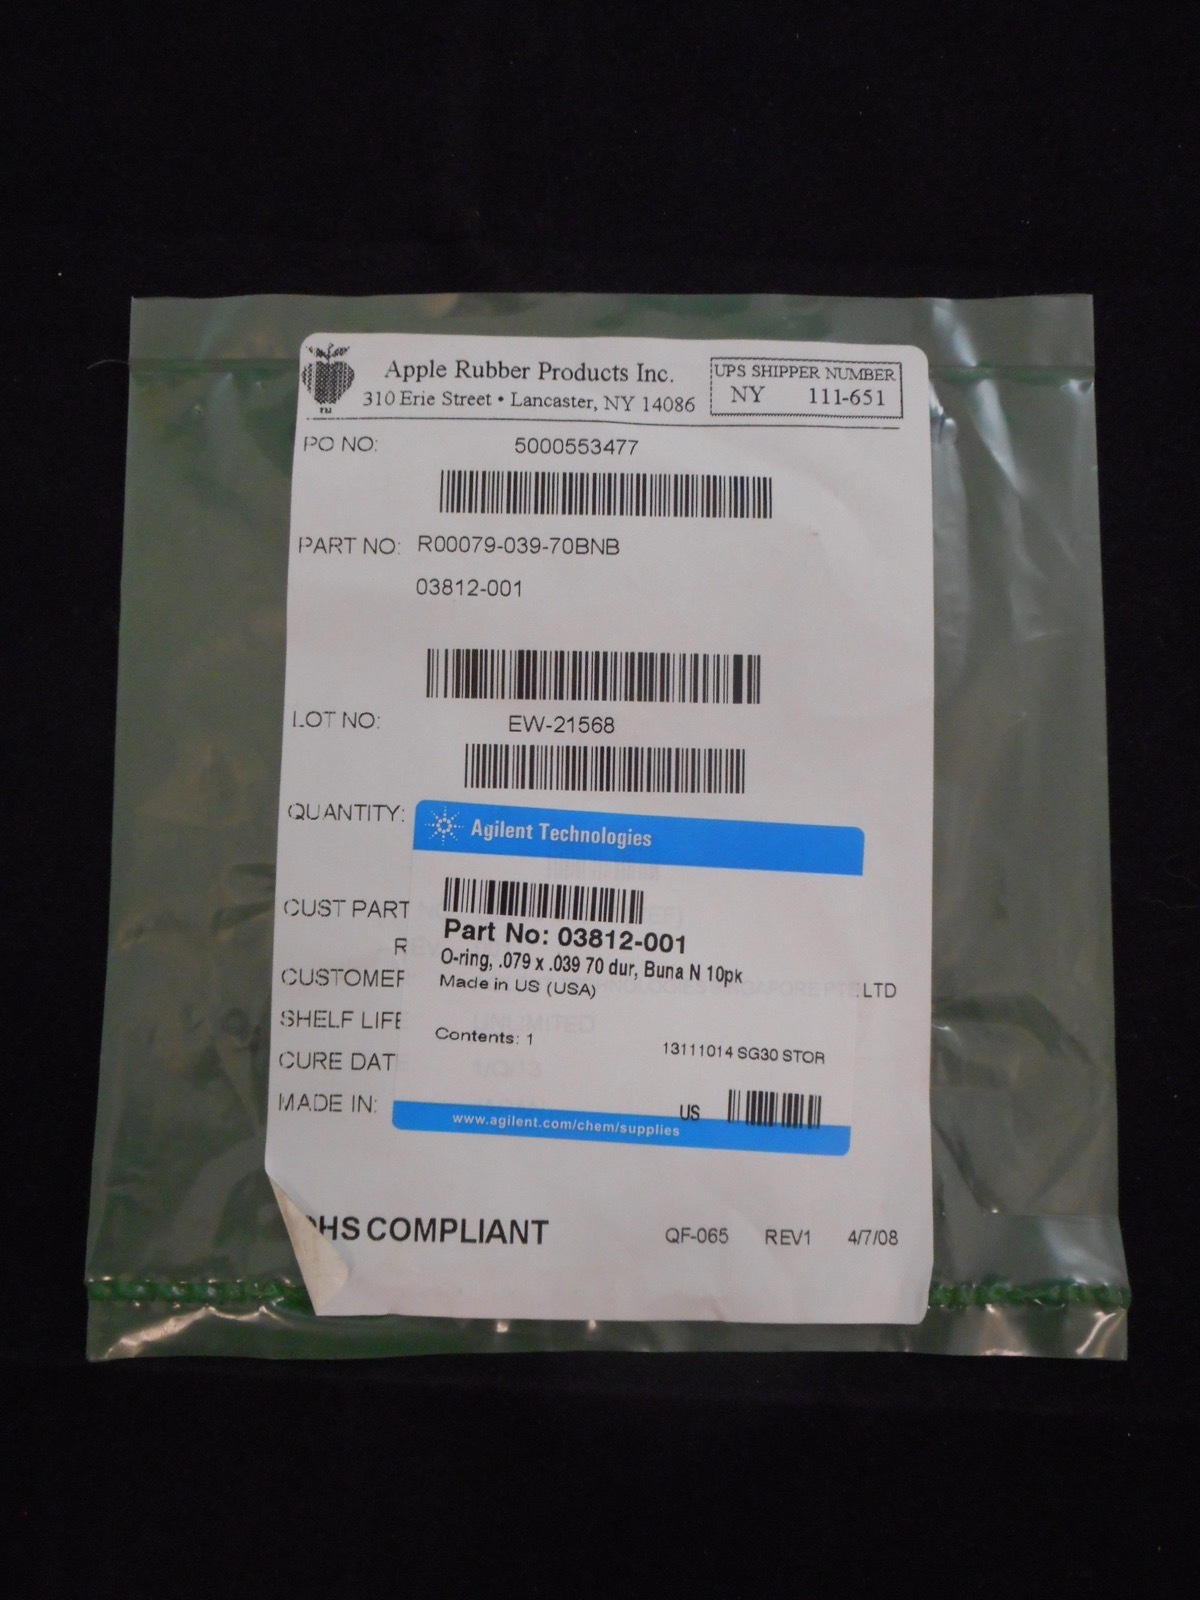 Apple Rubber Products Inc.
310 Erie Street • Lancaster, NY 14086
UPS SHIPPER NUMBER
NY 111-651
PO NO: 5000553477
PART NO: R00079-039-70BNB
03812-001
LOT NO: EW-21568
QUANTITY:
Agilent Technologies
CUST PART
R
Part No: 03812-001
O-ring, .079 x .039 70 dur, Buna N 10pk
Made in US (USA)
CUSTOMER
LTD
SHELF LIFE
UNLIMITED
Contents: 1
13111014 SG30 STOR
CURE DAT
MADE IN:
US
www.agilent.com/chem/supplies
OHS COMPLIANT
QF-065 REV1 4/7/08